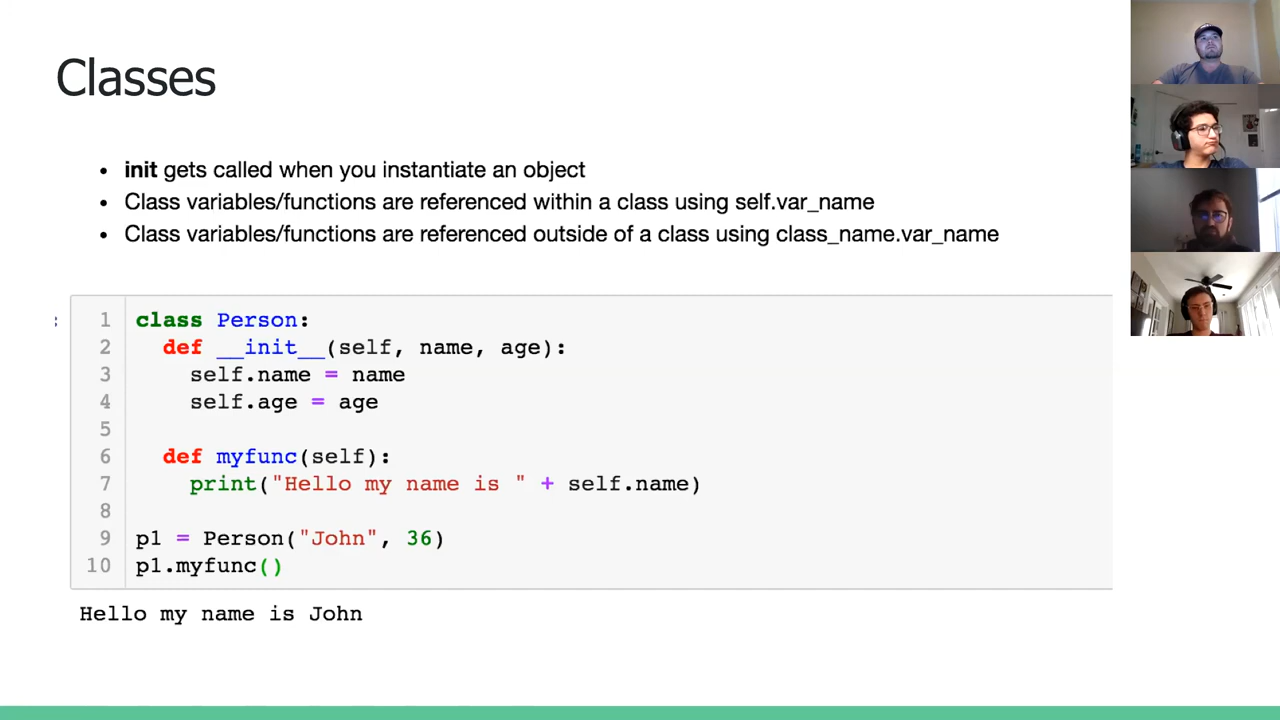 Classes
• init gets called when you instantiate an object
• Class variables/functions are referenced within a class using self.var_name
• Class variables/functions are referenced outside of a class using class_name.var_name
: 1 class Person:
2   def __init__(self, name, age):
3     self.name = name
4     self.age = age
5
6   def myfunc(self):
7     print("Hello my name is " + self.name)
8
9 p1 = Person("John", 36)
10 p1.myfunc()
Hello my name is John